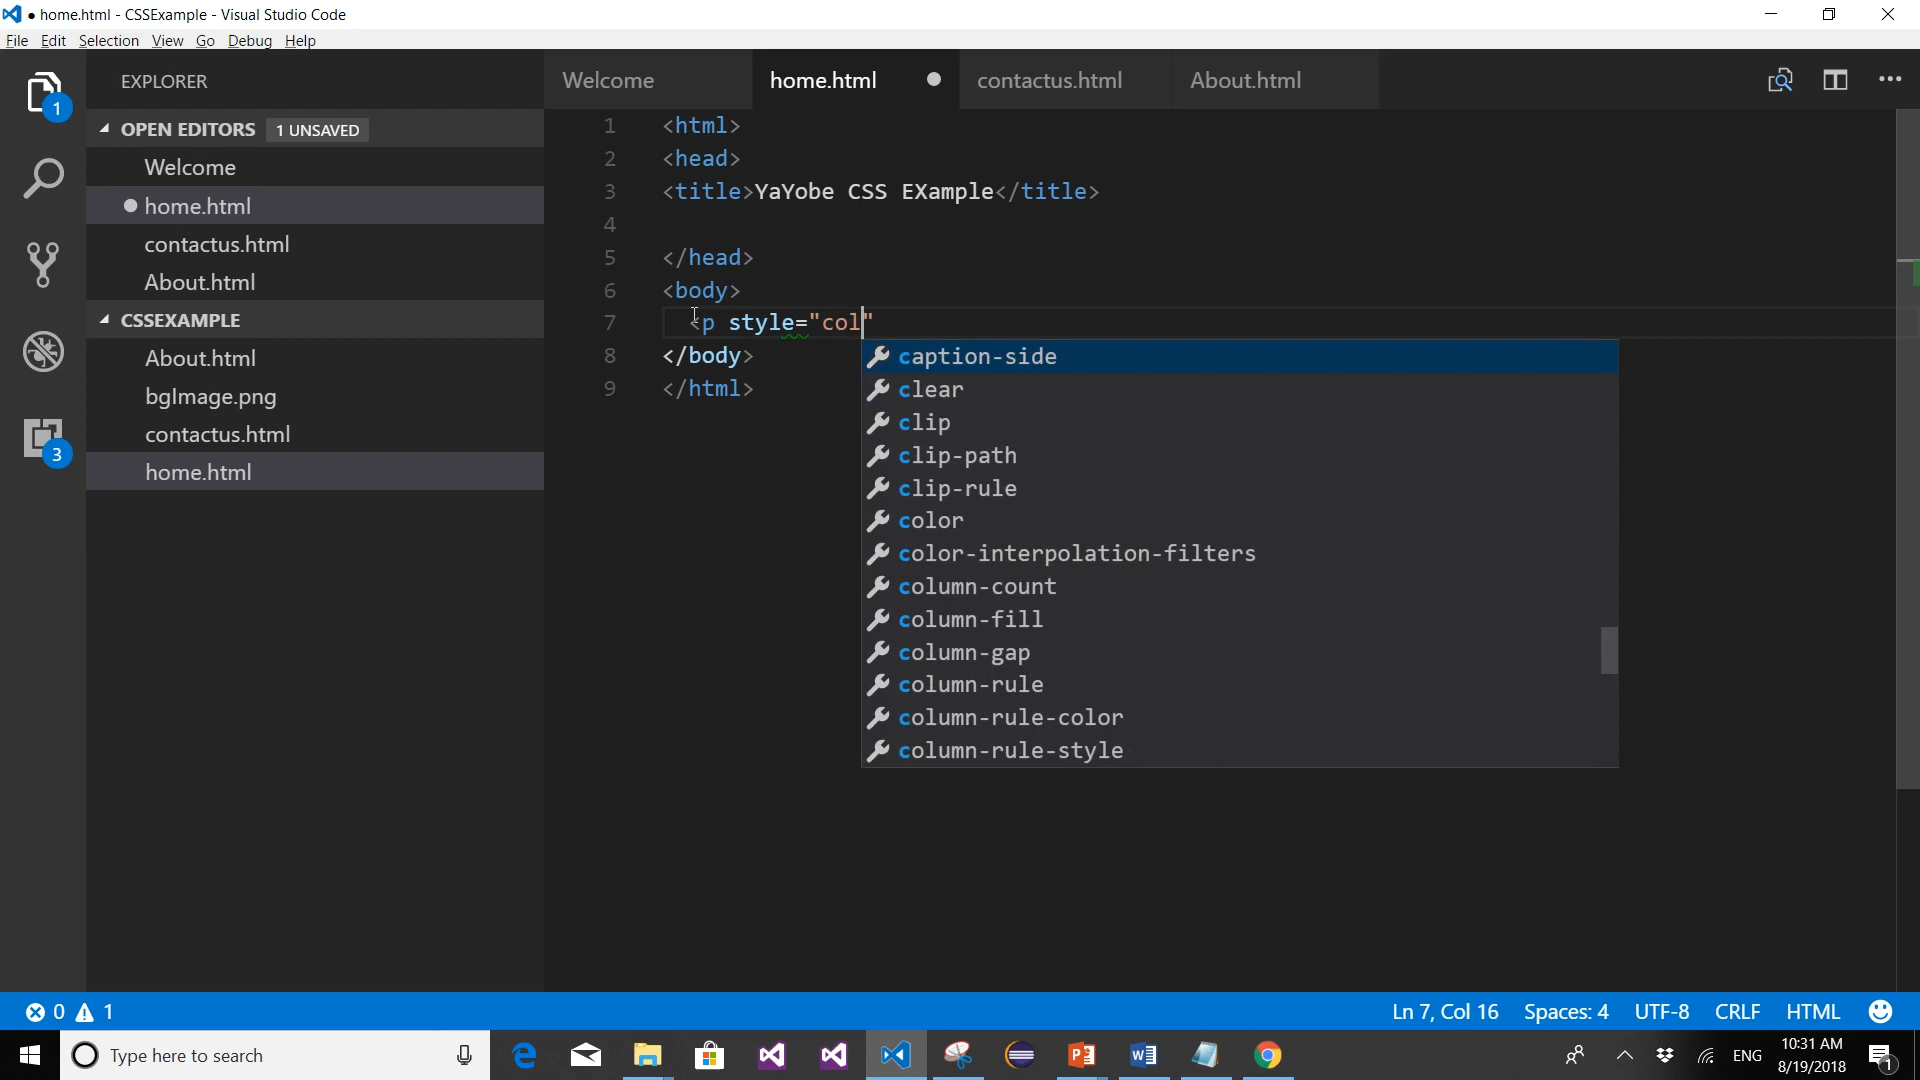 ● home.html - CSSExample - Visual Studio Code
File Edit Selection View Go Debug Help
1
3
EXPLORER
OPEN EDITORS 1 UNSAVED
Welcome
home.html
contactus.html
About.html
CSSEXAMPLE
About.html
bgImage.png
contactus.html
home.html
Welcome home.html contactus.html About.html
1 <html>
2 <head>
3 <title>YaYobe CSS EXample</title>
4
5 </head>
6 <body>
7 <p style="col"
8 </body>
9 </html>
caption-side
clear
clip
clip-path
clip-rule
color
color-interpolation-filters
column-count
column-fill
column-gap
column-rule
column-rule-color
column-rule-style
0 1 Ln 7, Col 16 Spaces: 4 UTF-8 CRLF HTML
Type here to search ENG 10:31 AM
8/19/2018 1